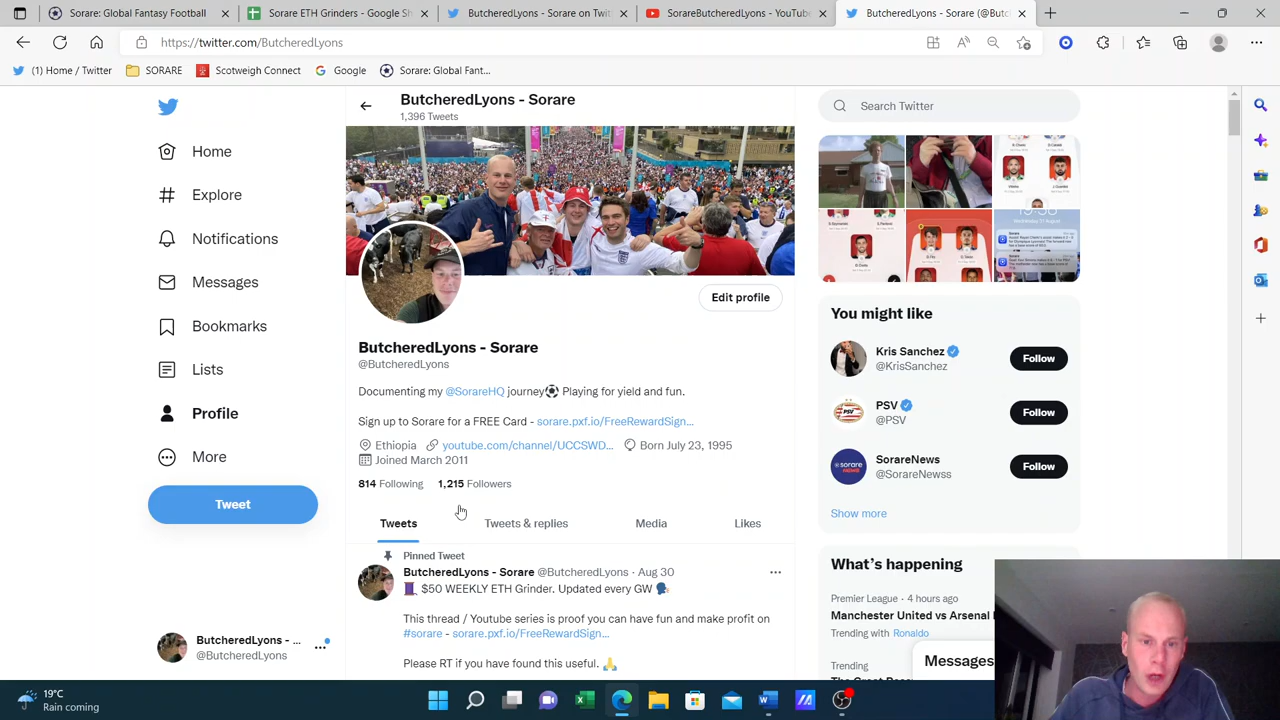 Sorare: Global Fantasy Football
Sorare ETH Grinders - Google Sh
ButcheredLyons - Sorare on Twit
SorareButcheredLyons - YouTube
ButcheredLyons - Sorare (@Butc
https://twitter.com/ButcheredLyons
(1) Home / Twitter
SORARE
Scotweigh Connect
Google
Sorare: Global Fant...
ButcheredLyons - Sorare
1,396 Tweets
Search Twitter
Home
Explore
Notifications
Messages
Bookmarks
Lists
Profile
More
Tweet
Edit profile
ButcheredLyons - Sorare
@ButcheredLyons
Documenting my @SorareHQ journey⚽ Playing for yield and fun.
Sign up to Sorare for a FREE Card - sorare.pxf.io/FreeRewardSign...
Ethiopia youtube.com/channel/UCCSWD... Born July 23, 1995
Joined March 2011
814 Following 1,215 Followers
Tweets Tweets & replies Media Likes
Pinned Tweet
ButcheredLyons - Sorare @ButcheredLyons · Aug 30
🧵 $50 WEEKLY ETH Grinder. Updated every GW 🗣
This thread / Youtube series is proof you can have fun and make profit on
#sorare - sorare.pxf.io/FreeRewardSign...
Please RT if you have found this useful. 🙏
You might like
Kris Sanchez
@KrisSanchez
Follow
PSV
@PSV
Follow
SorareNews
@SorareNewss
Follow
Show more
What's happening
Premier League · 4 hours ago
Manchester United vs Arsenal
Trending with Ronaldo
Trending
Messages
ButcheredLyons - ...
@ButcheredLyons
19°C
Rain coming